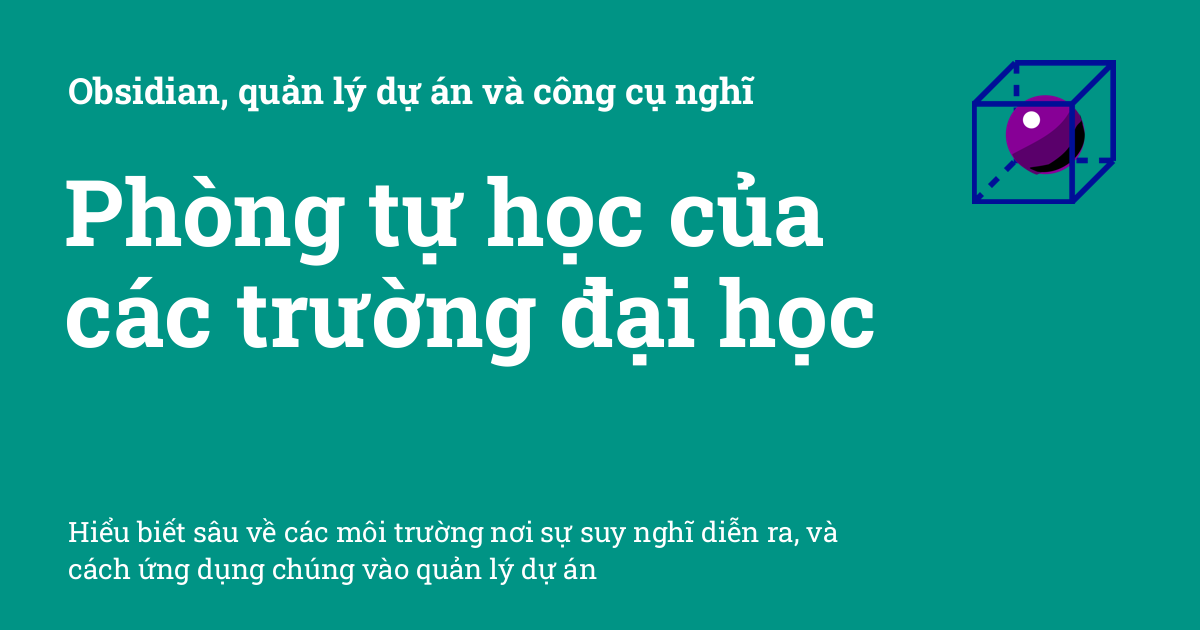 Obsidian, quản lý dự án và công cụ nghĩ
Phòng tự học của
các trường đại học
Hiểu biết sâu về các môi trường nơi sự suy nghĩ diễn ra, và
cách ứng dụng chúng vào quản lý dự án